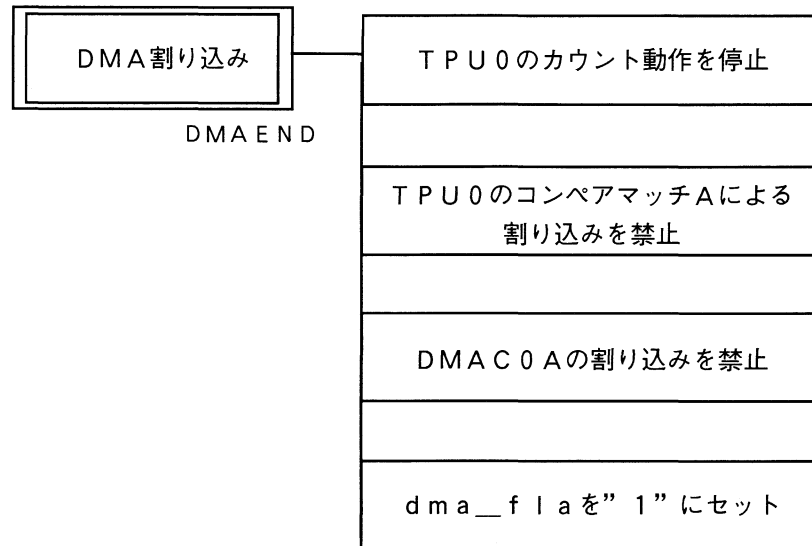 DMA割り込み
DMAEND
TPU0のカウント動作を停止
TPU0のコンペアマッチAによる
割り込みを禁止
DMAC0Aの割り込みを禁止
dma__flaを”1”にセット